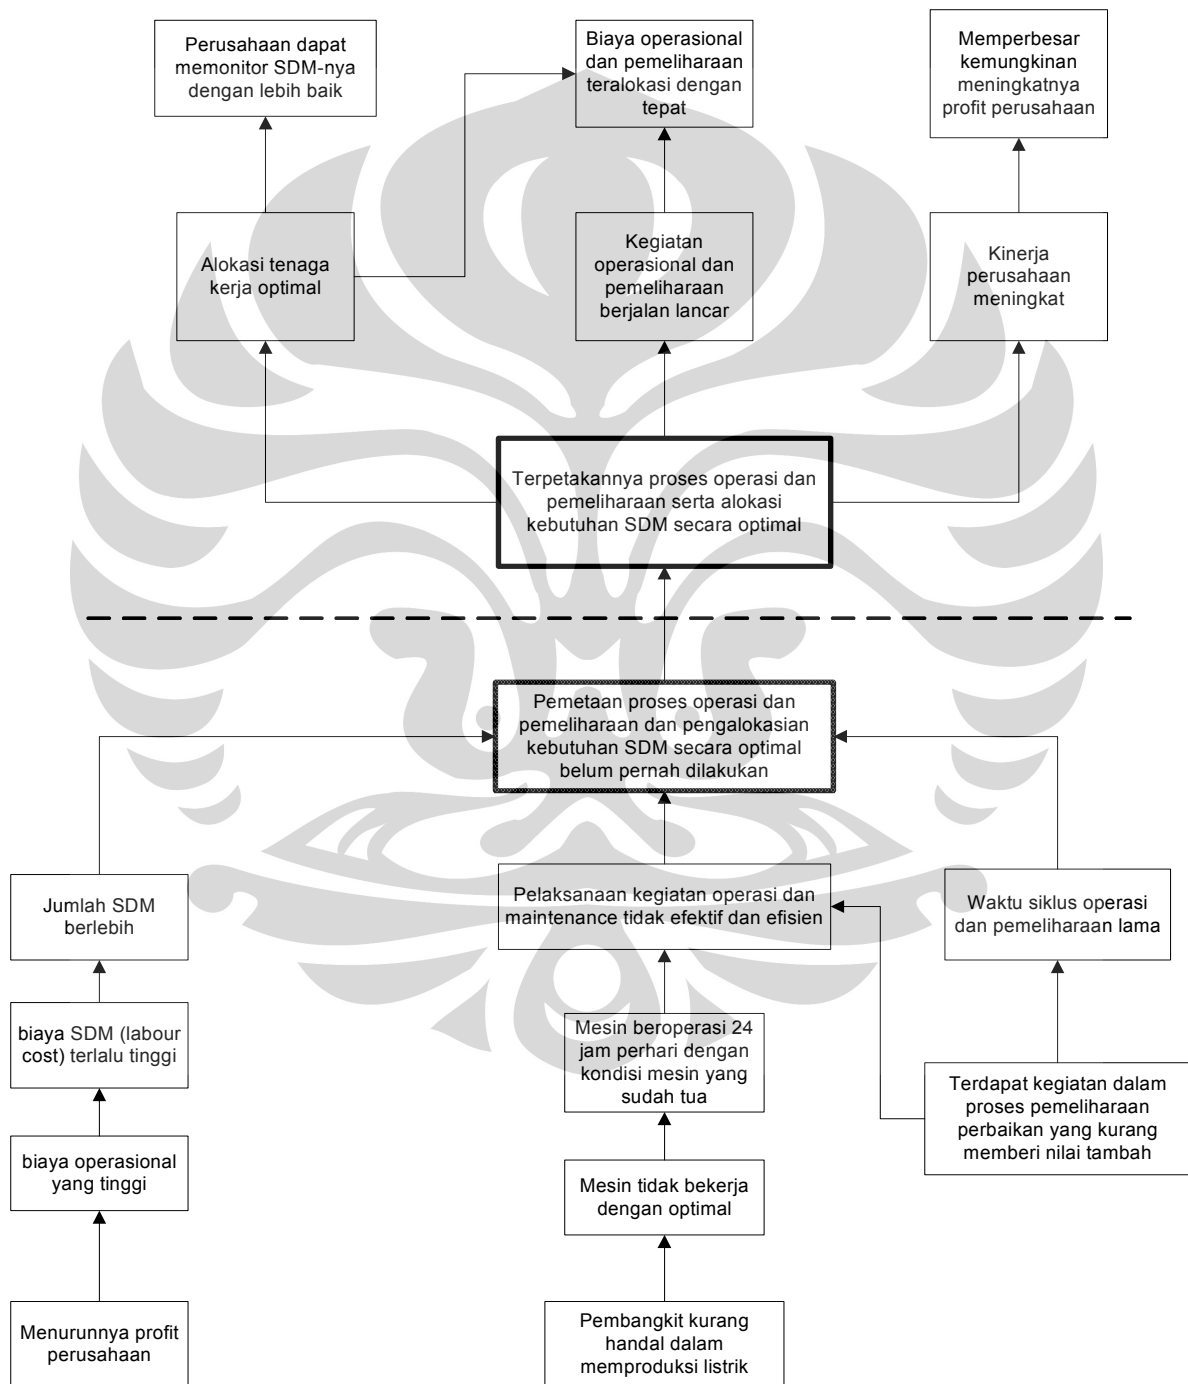 Perusahaan dapat
memonitor SDM-nya
dengan lebih baik
Biaya operasional
dan pemeliharaan
teralokasi dengan
tepat
Memperbesar
kemungkinan
meningkatnya
profit perusahaan
Alokasi tenaga
kerja optimal
Kegiatan
operasional dan
pemeliharaan
berjalan lancar
Kinerja
perusahaan
meningkat
Terpetakannya proses operasi dan
pemeliharaan serta alokasi
kebutuhan SDM secara optimal
Pemetaan proses operasi dan
pemeliharaan dan pengalokasian
kebutuhan SDM secara optimal
belum pernah dilakukan
Jumlah SDM
berlebih
Pelaksanaan kegiatan operasi dan
maintenance tidak efektif dan efisien
Waktu siklus operasi
dan pemeliharaan lama
biaya SDM (labour
cost) terlalu tinggi
Mesin beroperasi 24
jam perhari dengan
kondisi mesin yang
sudah tua
Terdapat kegiatan dalam
proses pemeliharaan
perbaikan yang kurang
memberi nilai tambah
biaya operasional
yang tinggi
Mesin tidak bekerja
dengan optimal
Menurunnya profit
perusahaan
Pembangkit kurang
handal dalam
memproduksi listrik